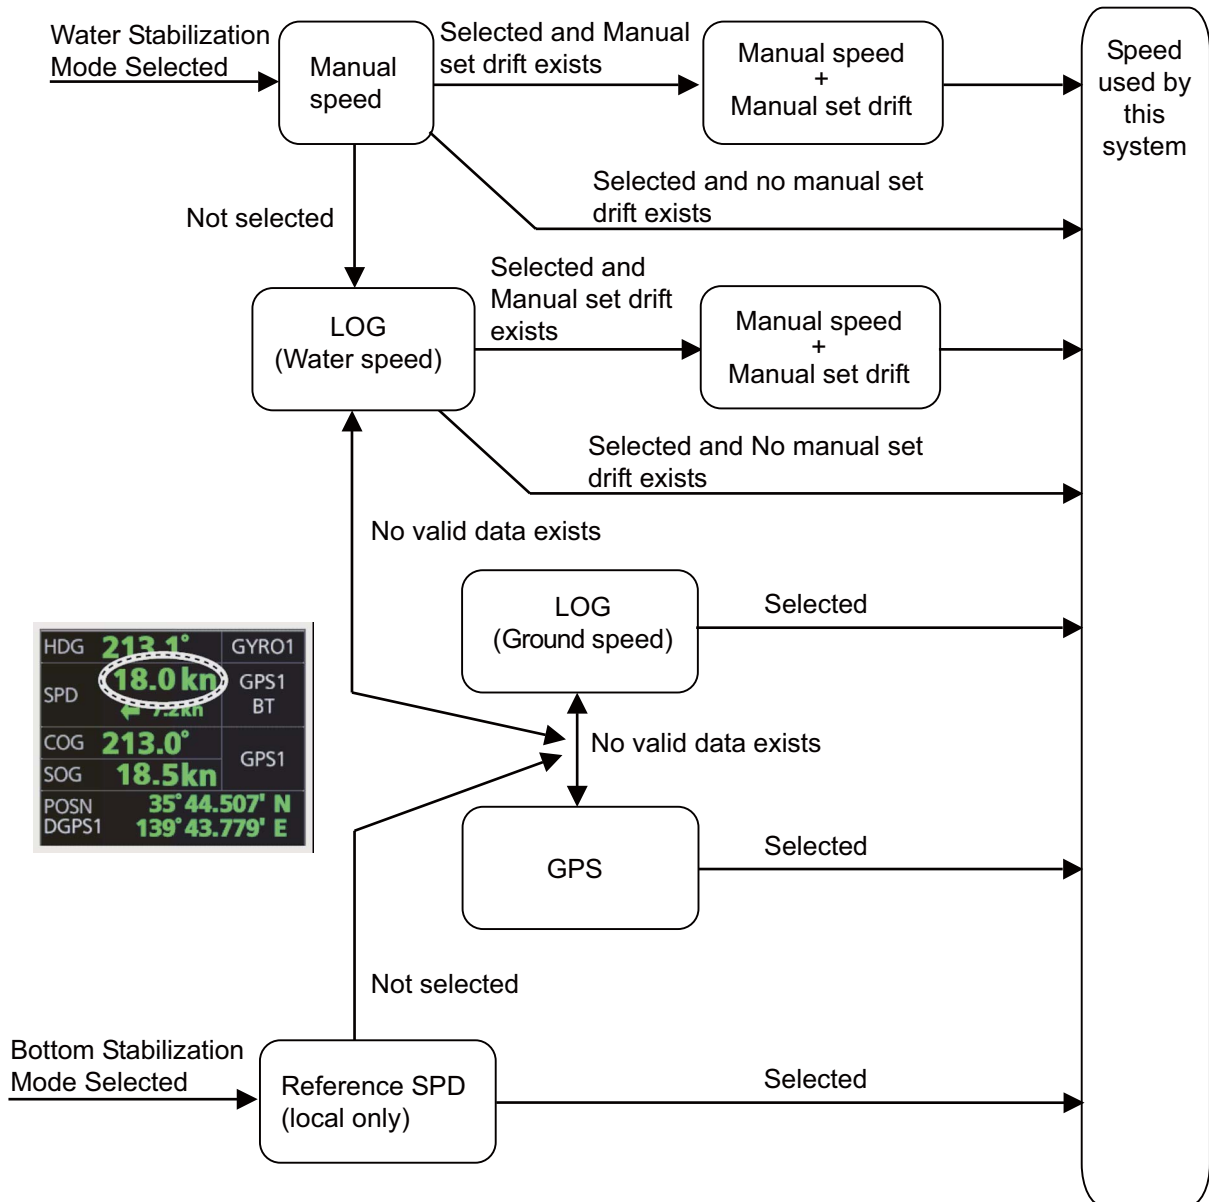 Water Stabilization
Mode Selected
Manual
speed
Selected and Manual
set drift exists
Manual speed
+
Manual set drift
Speed
used by
this
system
Selected and no manual set
drift exists
Not selected
LOG
(Water speed)
Selected and
Manual set drift
exists
Manual speed
+
Manual set drift
Selected and No manual set
drift exists
No valid data exists
LOG
(Ground speed)
Selected
HDG 213.1° GYRO1
SPD 18.0 kn GPS1
BT
7.2kn
COG 213.0° GPS1
SOG 18.5kn
POSN 35°44.507' N
DGPS1 139°43.779' E
No valid data exists
GPS
Selected
Not selected
Bottom Stabilization
Mode Selected
Reference SPD
(local only)
Selected